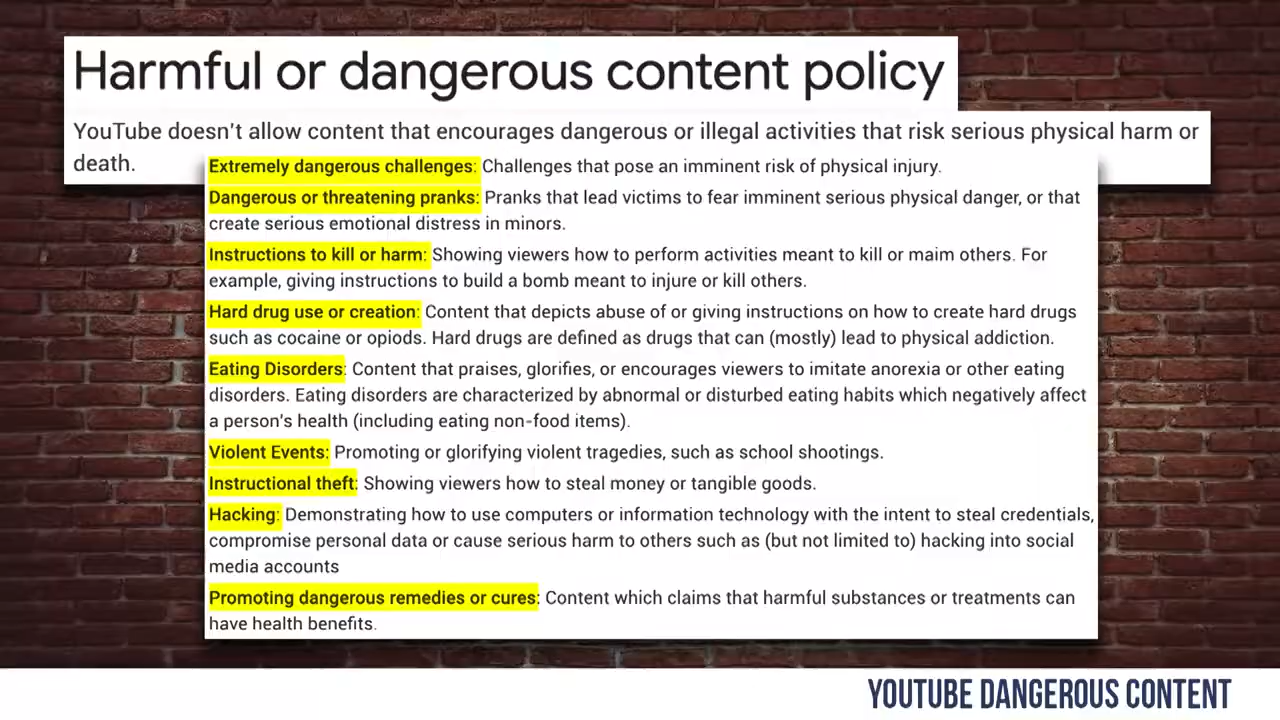 Harmful or dangerous content policy
YouTube doesn't allow content that encourages dangerous or illegal activities that risk serious physical harm or
death.
Extremely dangerous challenges: Challenges that pose an imminent risk of physical injury.
Dangerous or threatening pranks: Pranks that lead victims to fear imminent serious physical danger, or that
create serious emotional distress in minors.
Instructions to kill or harm: Showing viewers how to perform activities meant to kill or maim others. For
example, giving instructions to build a bomb meant to injure or kill others.
Hard drug use or creation: Content that depicts abuse of or giving instructions on how to create hard drugs
such as cocaine or opiods. Hard drugs are defined as drugs that can (mostly) lead to physical addiction.
Eating Disorders: Content that praises, glorifies, or encourages viewers to imitate anorexia or other eating
disorders. Eating disorders are characterized by abnormal or disturbed eating habits which negatively affect
a person's health (including eating non-food items).
Violent Events: Promoting or glorifying violent tragedies, such as school shootings.
Instructional theft: Showing viewers how to steal money or tangible goods.
Hacking: Demonstrating how to use computers or information technology with the intent to steal credentials,
compromise personal data or cause serious harm to others such as (but not limited to) hacking into social
media accounts
Promoting dangerous remedies or cures: Content which claims that harmful substances or treatments can
have health benefits.
YOUTUBE DANGEROUS CONTENT